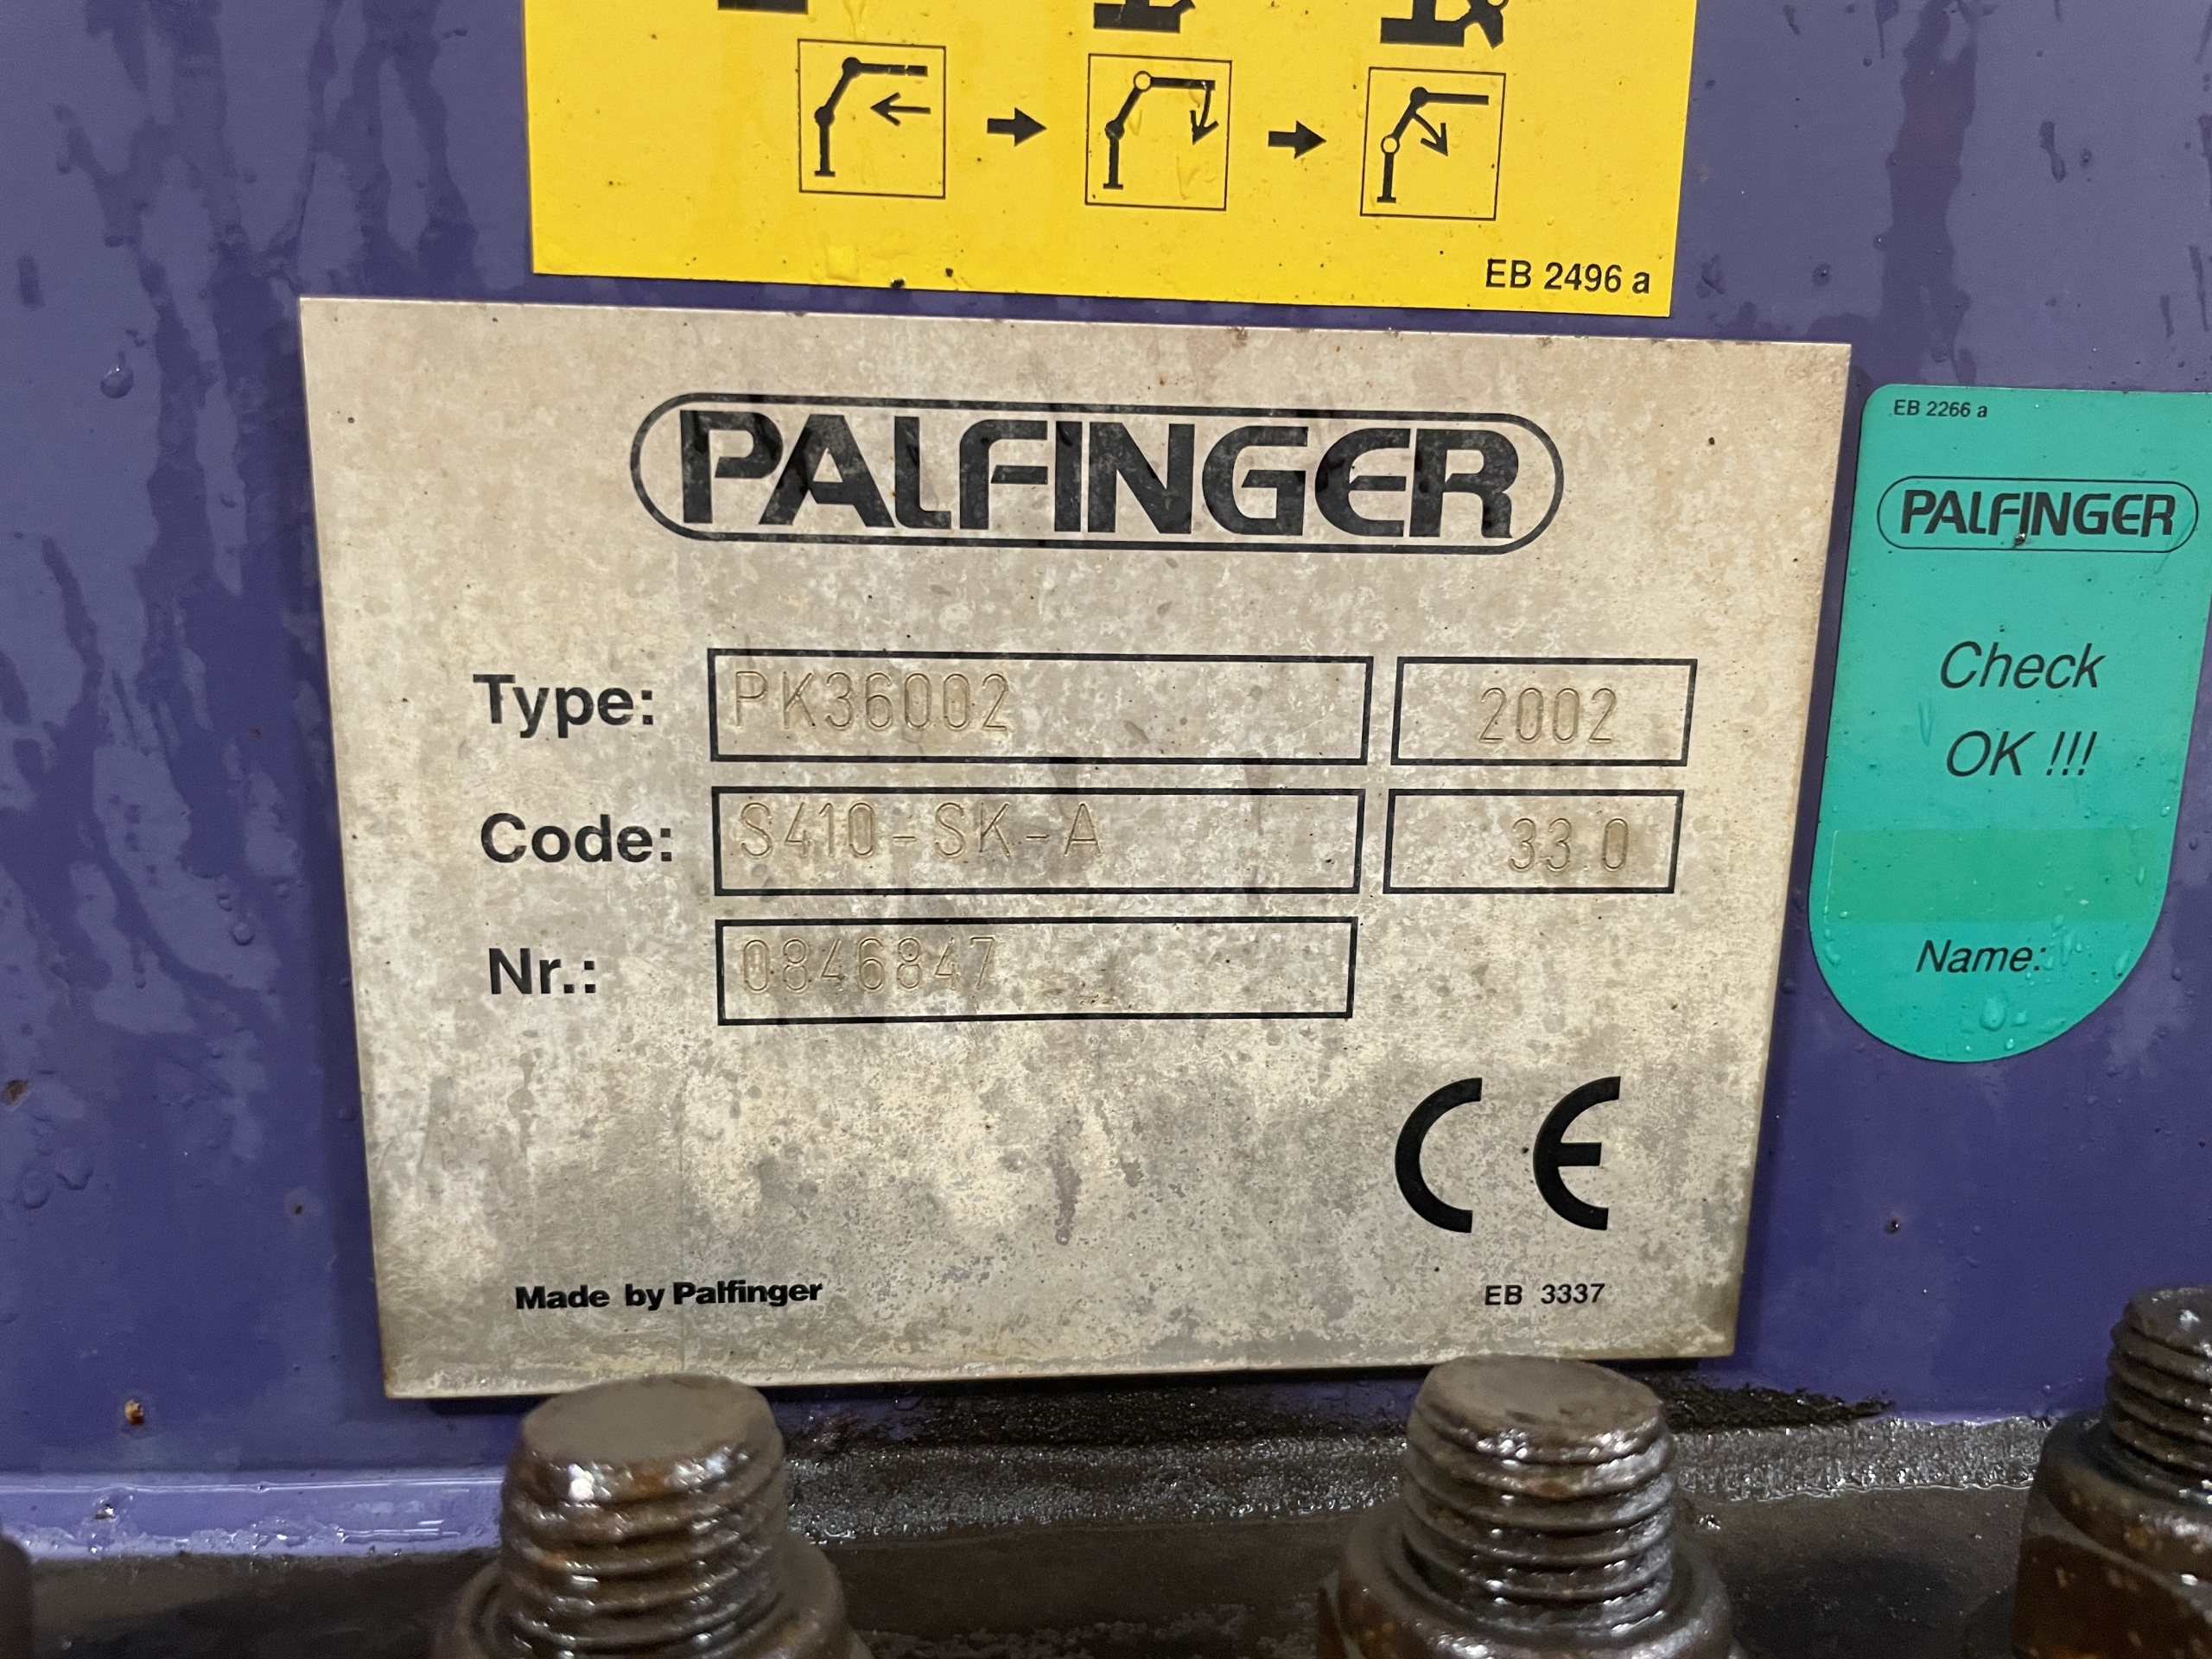 EB 2496 a
PALFINGER
Type: PK36002 2002
Code: S410-SK-A 33.0
Nr.: 0846847
CE
Made by Palfinger EB 3337
EB 2266 a
PALFINGER
Check
OK !!!
Name: